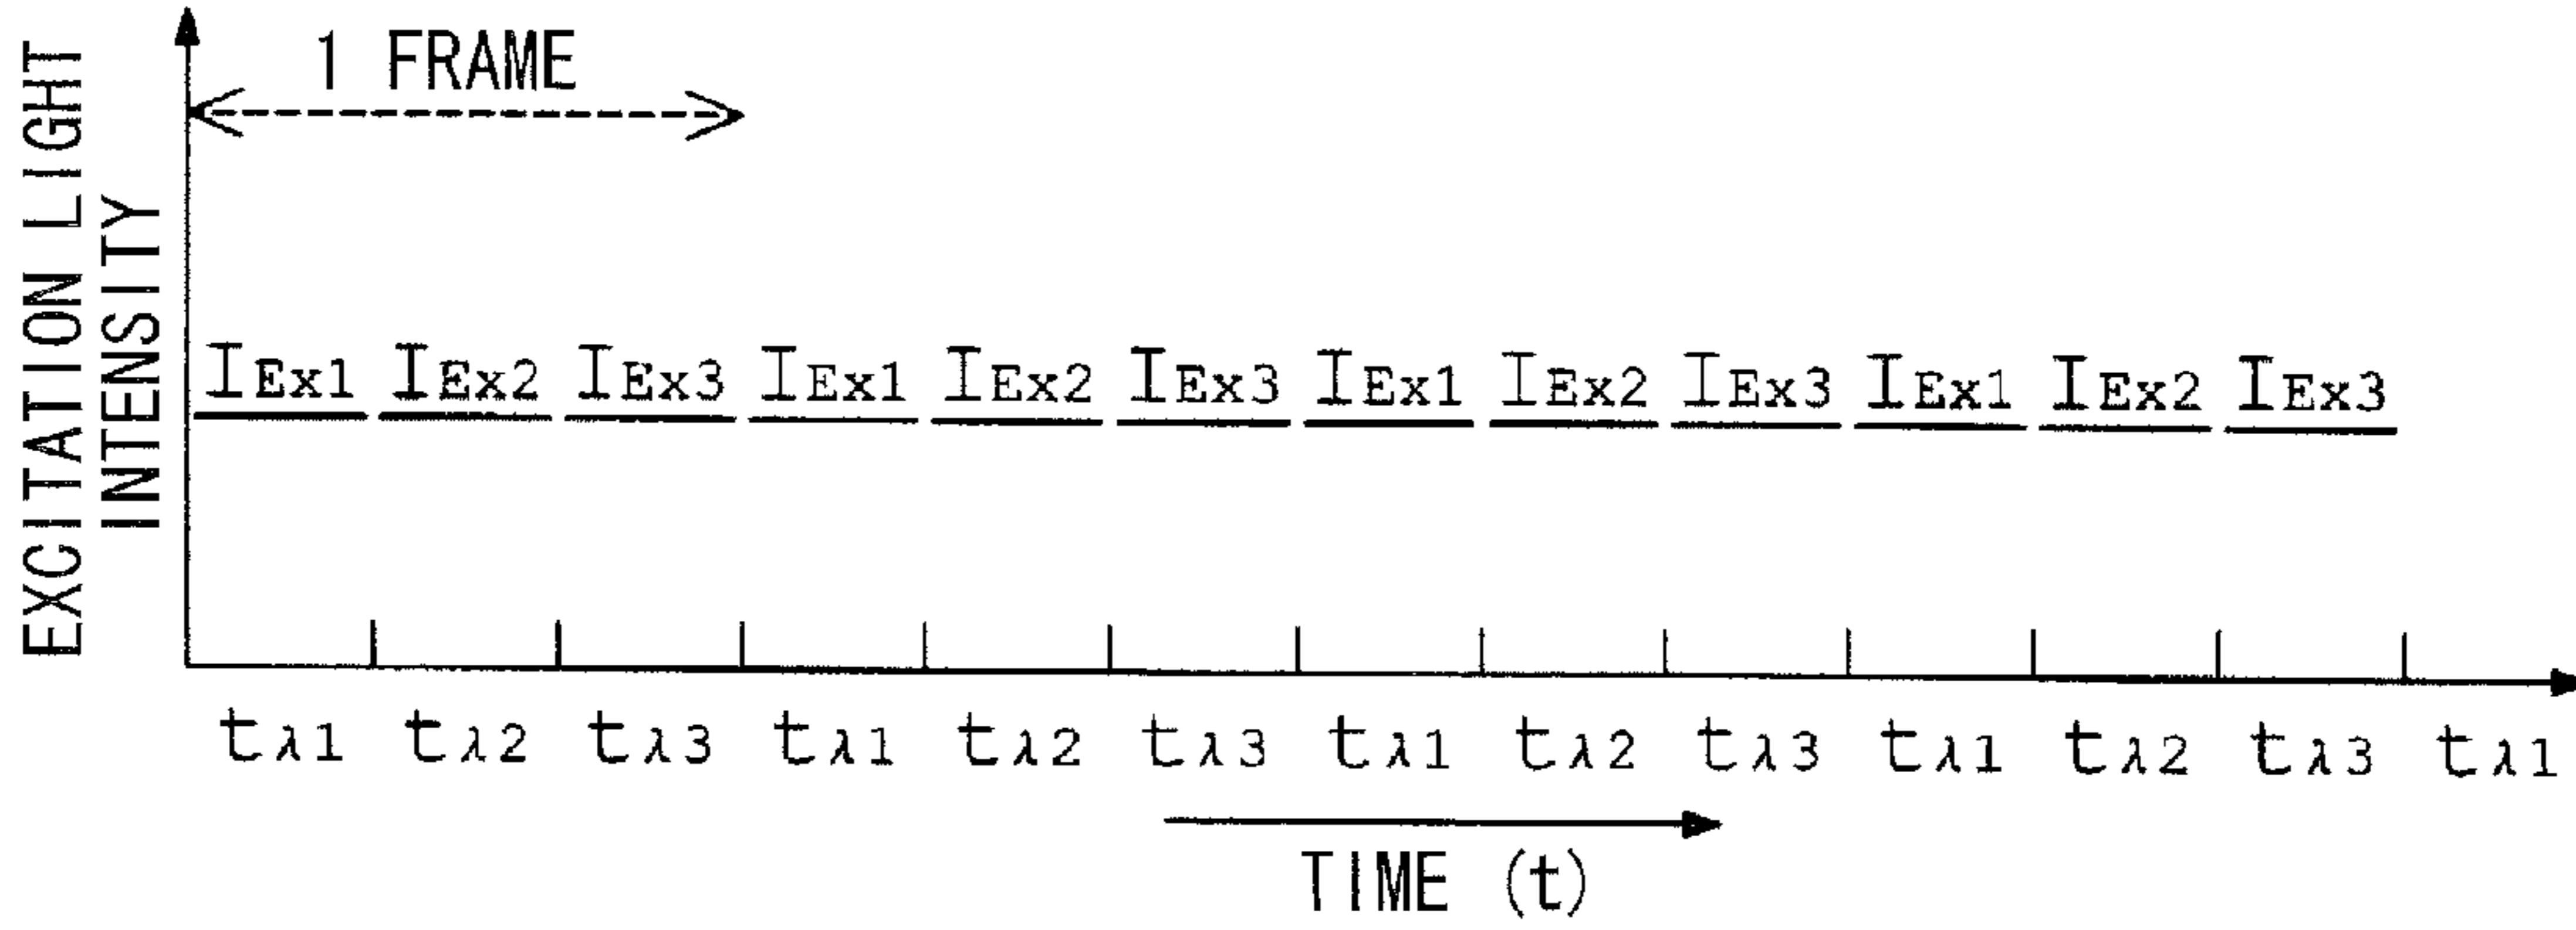 EXCITATION LIGHT
INTENSITY
1 FRAME
IEx1 IEx2 IEx3 IEx1 IEx2 IEx3 IEx1 IEx2 IEx3 IEx1 IEx2 IEx3
tλ1 tλ2 tλ3 tλ1 tλ2 tλ3 tλ1 tλ2 tλ3 tλ1 tλ2 tλ3 tλ1
TIME (t)